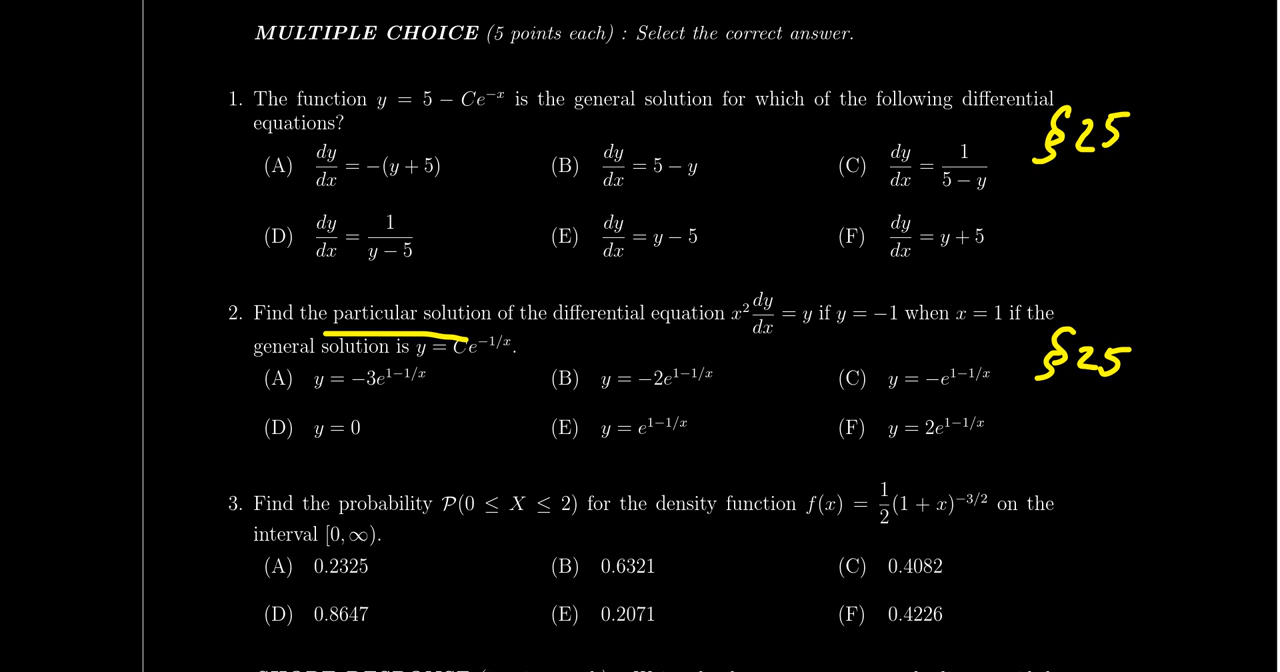 MULTIPLE CHOICE (5 points each) : Select the correct answer.
1. The function y = 5 − Ce^{−x} is the general solution for which of the following differential
equations?
§25
(A) dy/dx = −(y + 5) (B) dy/dx = 5 − y (C) dy/dx = 1/(5 − y)
(D) dy/dx = 1/(y − 5) (E) dy/dx = y − 5 (F) dy/dx = y + 5
2. Find the particular solution of the differential equation x² dy/dx = y if y = −1 when x = 1 if the
general solution is y = Ce^{−1/x}.
§25
(A) y = −3e^{1−1/x} (B) y = −2e^{1−1/x} (C) y = −e^{1−1/x}
(D) y = 0 (E) y = e^{1−1/x} (F) y = 2e^{1−1/x}
3. Find the probability P(0 ≤ X ≤ 2) for the density function f(x) = 1/2(1 + x)^{−3/2} on the
interval [0, ∞).
(A) 0.2325 (B) 0.6321 (C) 0.4082
(D) 0.8647 (E) 0.2071 (F) 0.4226